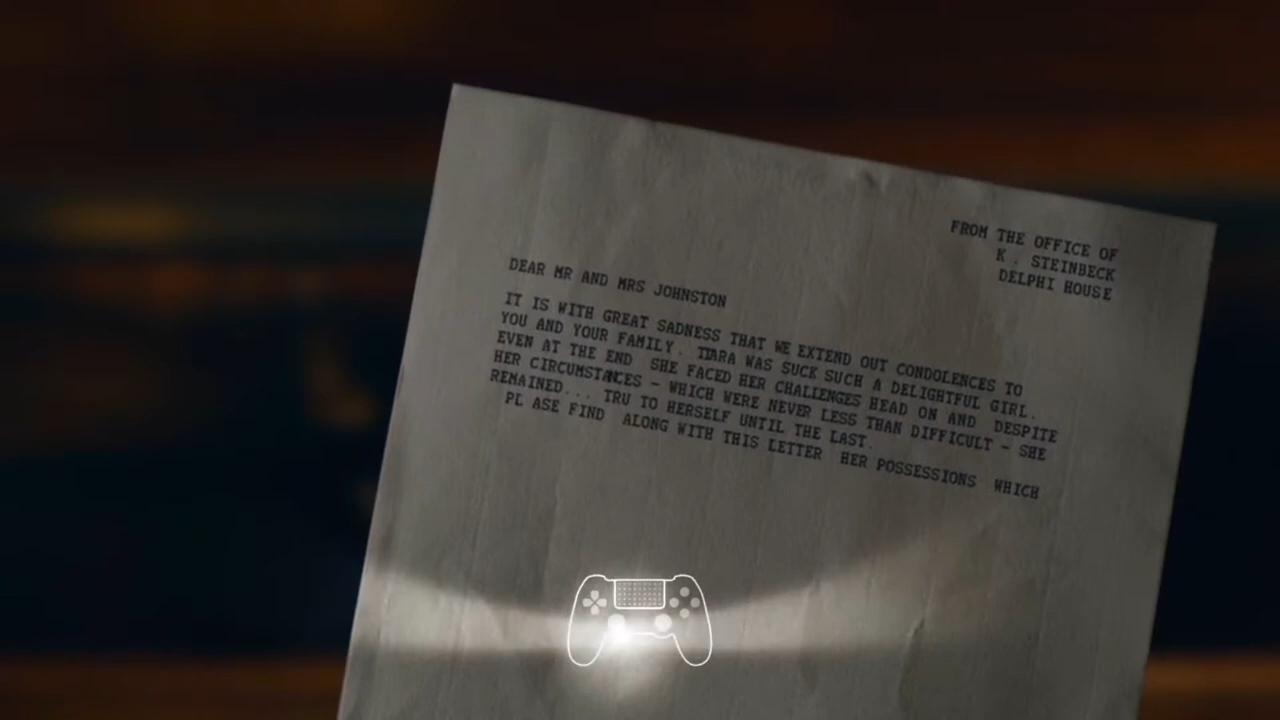 FROM THE OFFICE OF
K. STEINBECK
DELPHI HOUSE
DEAR MR AND MRS JOHNSTON
IT IS WITH GREAT SADNESS THAT WE EXTEND OUT CONDOLENCES TO
YOU AND YOUR FAMILY. TIARA WAS SUCK SUCH A DELIGHTFUL GIRL.
EVEN AT THE END SHE FACED HER CHALLENGES HEAD ON AND DESPITE
HER CIRCUMSTANCES - WHICH WERE NEVER LESS THAN DIFFICULT - SHE
REMAINED... TRU TO HERSELF UNTIL THE LAST.
PL ASE FIND ALONG WITH THIS LETTER HER POSSESSIONS WHICH